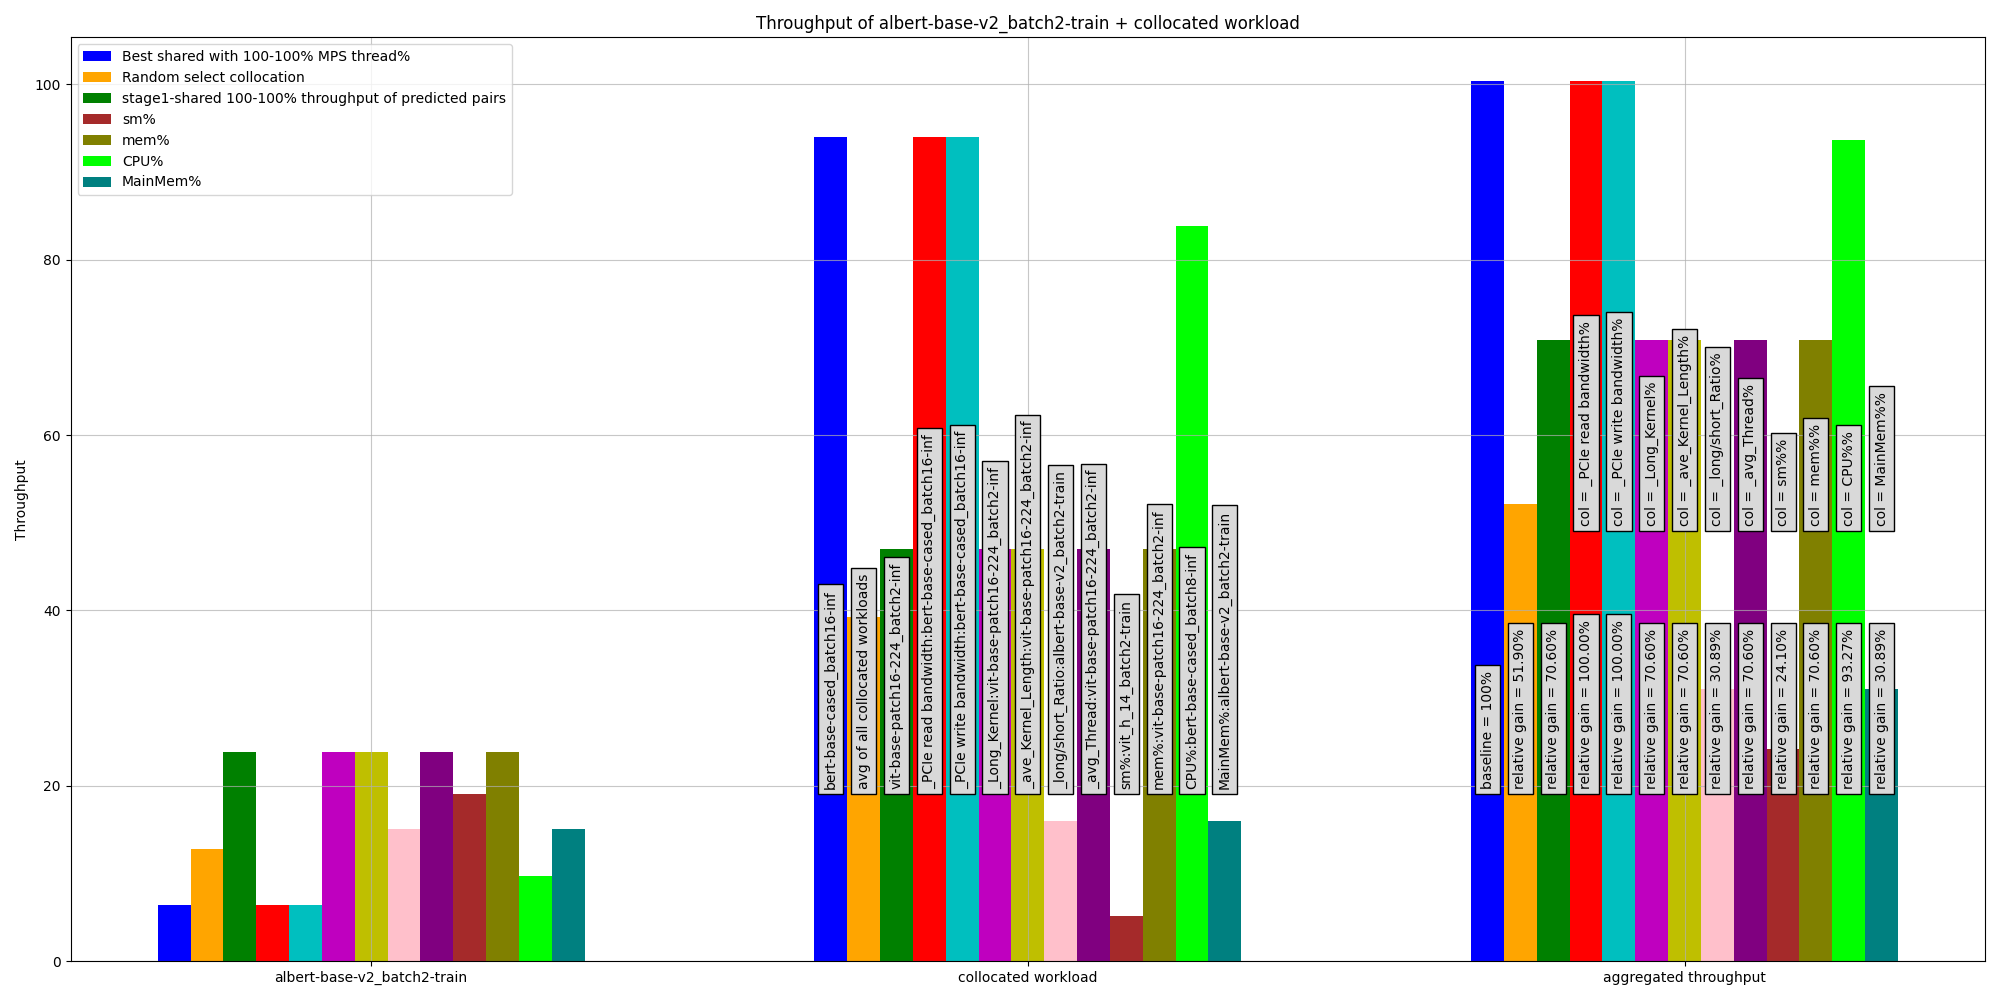 Throughput of albert-base-v2_batch2-train + collocated workload
Best shared with 100-100% MPS thread%
Random select collocation
stage1-shared 100-100% throughput of predicted pairs
sm%
mem%
CPU%
MainMem%
Throughput
100
80
60
40
20
0
bert-base-cased_batch16-inf
avg of all collocated workloads
vit-base-patch16-224_batch2-inf
_PCIe read bandwidth:bert-base-cased_batch16-inf
_PCIe write bandwidth:bert-base-cased_batch16-inf
_Long_Kernel:vit-base-patch16-224_batch2-inf
_ave_Kernel_Length:vit-base-patch16-224_batch2-inf
_long/short_Ratio:albert-base-v2_batch2-train
_avg_Thread:vit-base-patch16-224_batch2-inf
sm%:vit_h_14_batch2-train
mem%:vit-base-patch16-224_batch2-inf
CPU%:bert-base-cased_batch8-inf
MainMem%:albert-base-v2_batch2-train
col = _PCIe read bandwidth%
col = _PCIe write bandwidth%
col = _Long_Kernel%
col = _ave_Kernel_Length%
col = _long/short_Ratio%
col = _avg_Thread%
col = sm%%
col = mem%%
col = CPU%%
col = MainMem%%
baseline = 100%
relative gain = 51.90%
relative gain = 70.60%
relative gain = 100.00%
relative gain = 100.00%
relative gain = 70.60%
relative gain = 70.60%
relative gain = 30.89%
relative gain = 70.60%
relative gain = 24.10%
relative gain = 70.60%
relative gain = 93.27%
relative gain = 30.89%
albert-base-v2_batch2-train
collocated workload
aggregated throughput